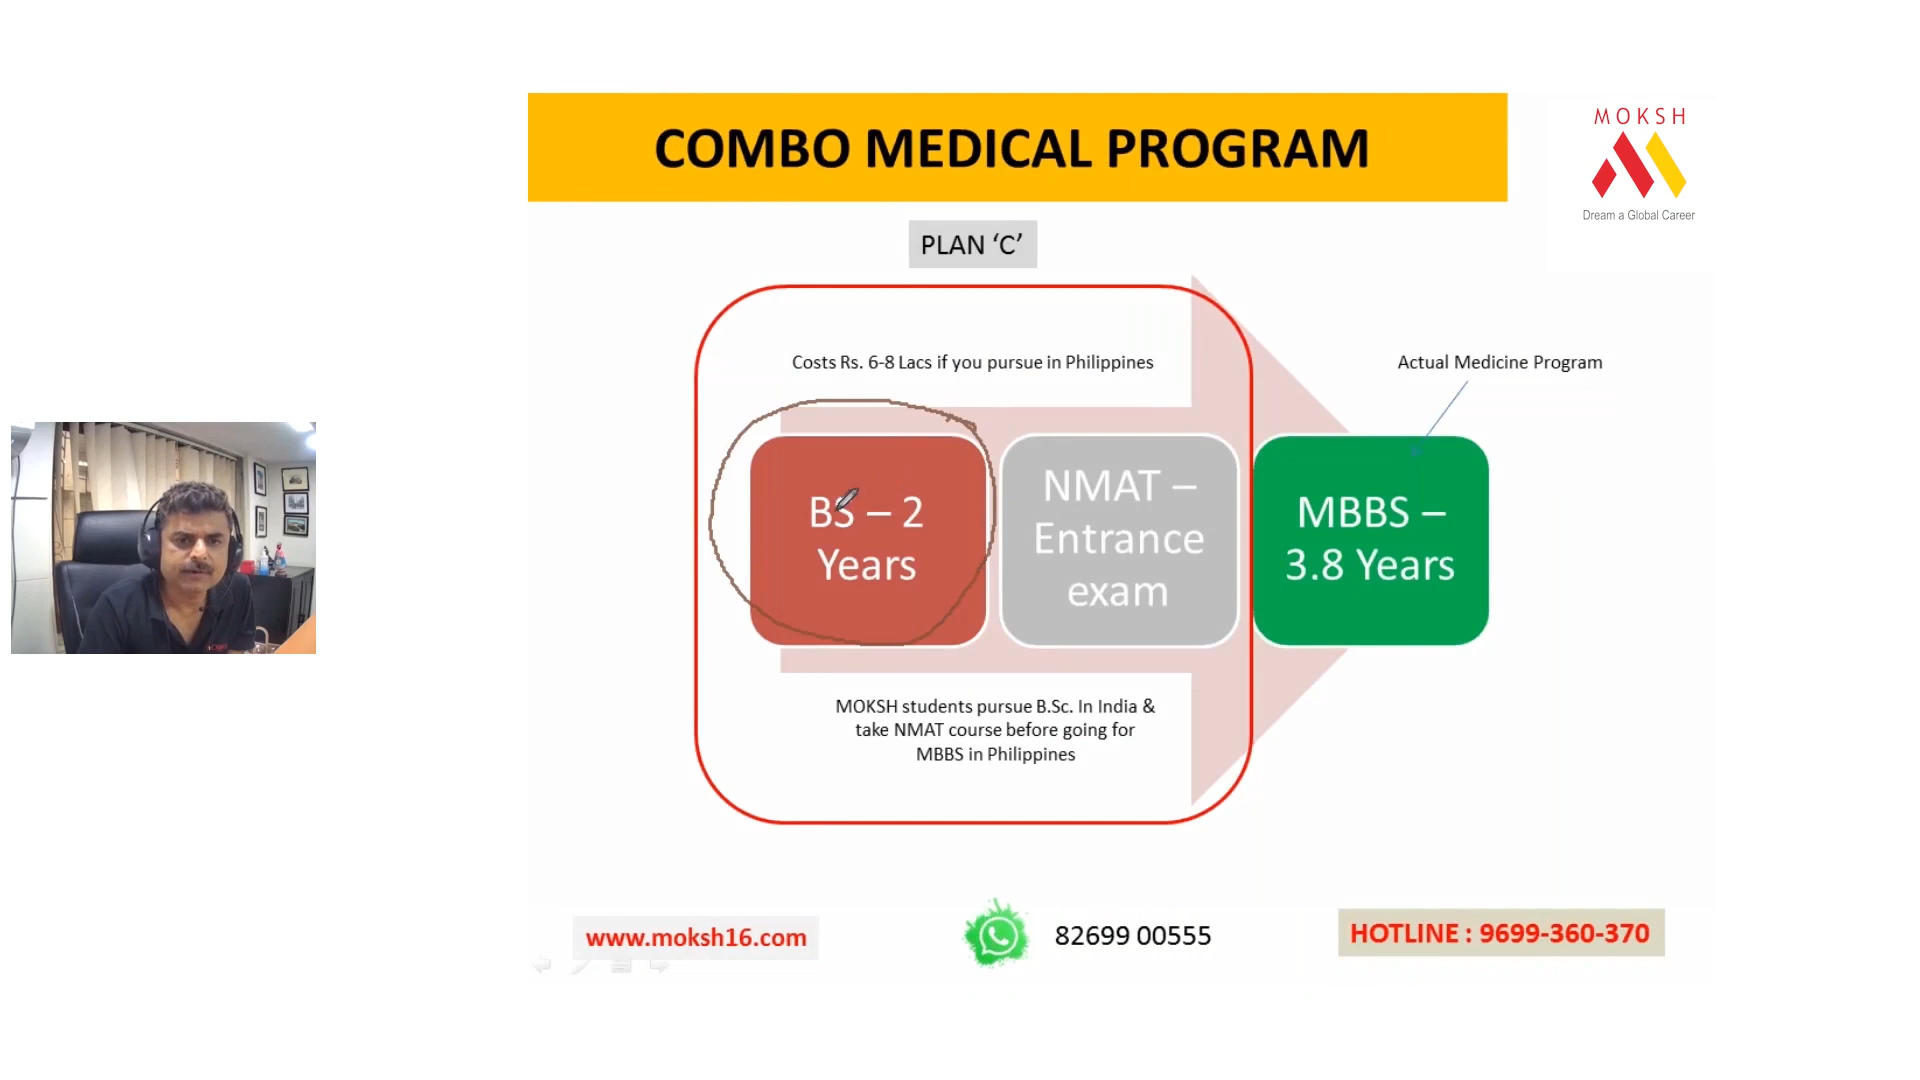 COMBO MEDICAL PROGRAM
MOKSH
Dream a Global Career
PLAN ‘C’
Costs Rs. 6-8 Lacs if you pursue in Philippines
Actual Medicine Program
BS – 2
Years
NMAT –
Entrance
exam
MBBS –
3.8 Years
MOKSH students pursue B.Sc. In India &
take NMAT course before going for
MBBS in Philippines
www.moksh16.com
82699 00555
HOTLINE : 9699-360-370